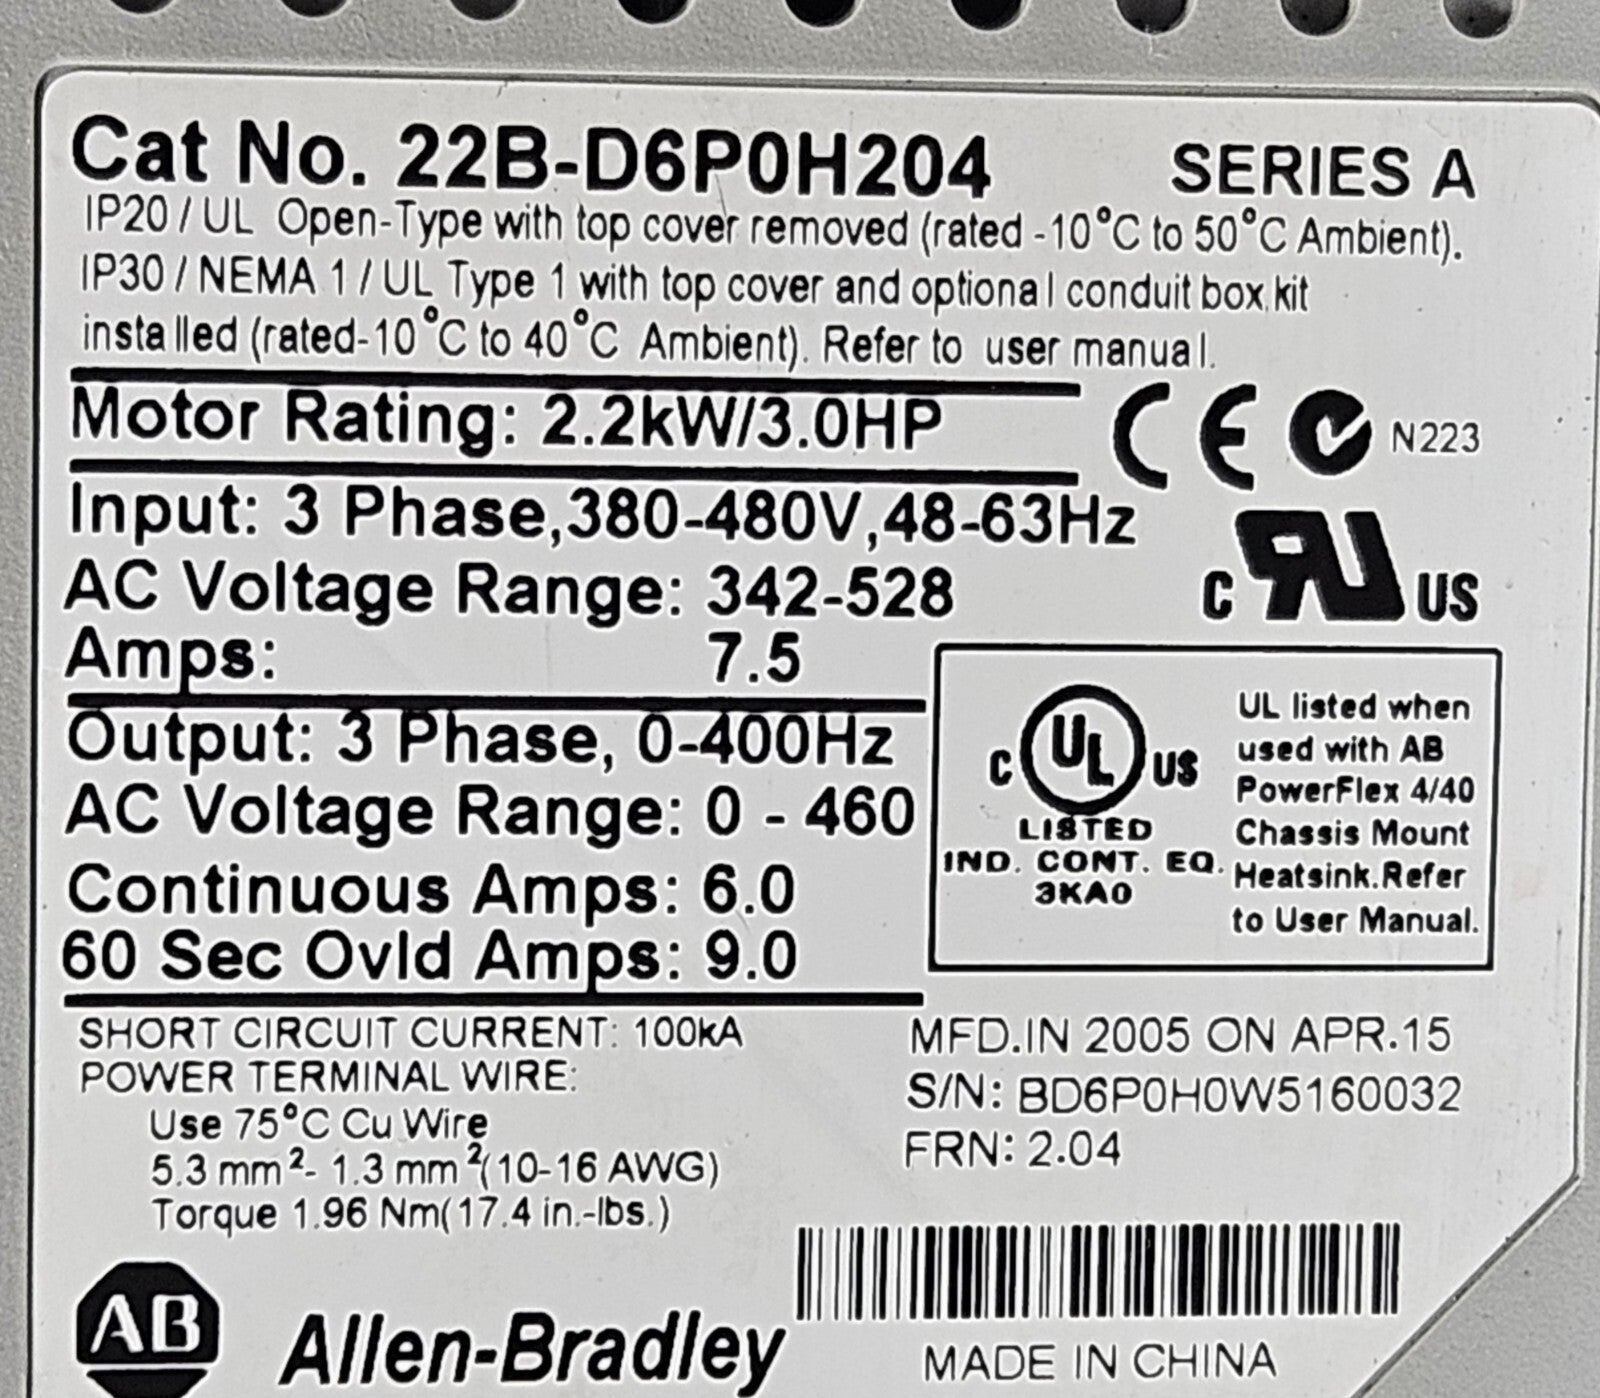 Cat No. 22B-D6P0H204 SERIES A
IP20 / UL Open-Type with top cover removed (rated -10°C to 50°C Ambient).
IP30 / NEMA 1 / UL Type 1 with top cover and optional conduit box kit
installed (rated-10°C to 40°C Ambient). Refer to user manual.
Motor Rating: 2.2kW/3.0HP
CE N223
Input: 3 Phase,380-480V,48-63Hz
AC Voltage Range: 342-528
Amps: 7.5
C RU US
Output: 3 Phase, 0-400Hz
AC Voltage Range: 0 - 460
Continuous Amps: 6.0
60 Sec Ovld Amps: 9.0
C UL US
LISTED
IND. CONT. EQ.
3KA0
UL listed when
used with AB
PowerFlex 4/40
Chassis Mount
Heatsink.Refer
to User Manual.
SHORT CIRCUIT CURRENT: 100kA
POWER TERMINAL WIRE:
Use 75°C Cu Wire
5.3 mm²- 1.3 mm²(10-16 AWG)
Torque 1.96 Nm(17.4 in.-lbs.)
MFD.IN 2005 ON APR.15
S/N: BD6P0H0W5160032
FRN: 2.04
AB Allen-Bradley
MADE IN CHINA